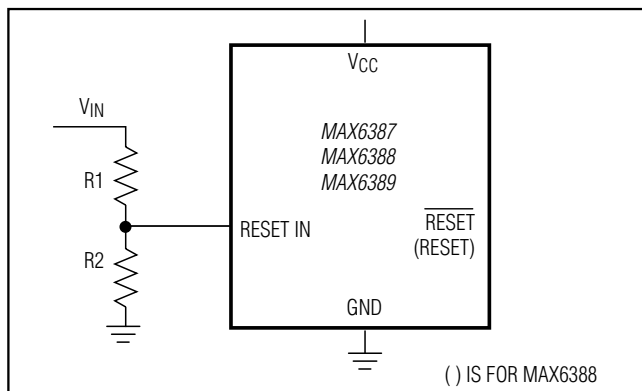 VCC
VIN
MAX6387
MAX6388
MAX6389
R1
RESET IN
RESET
(RESET)
R2
GND
( ) IS FOR MAX6388